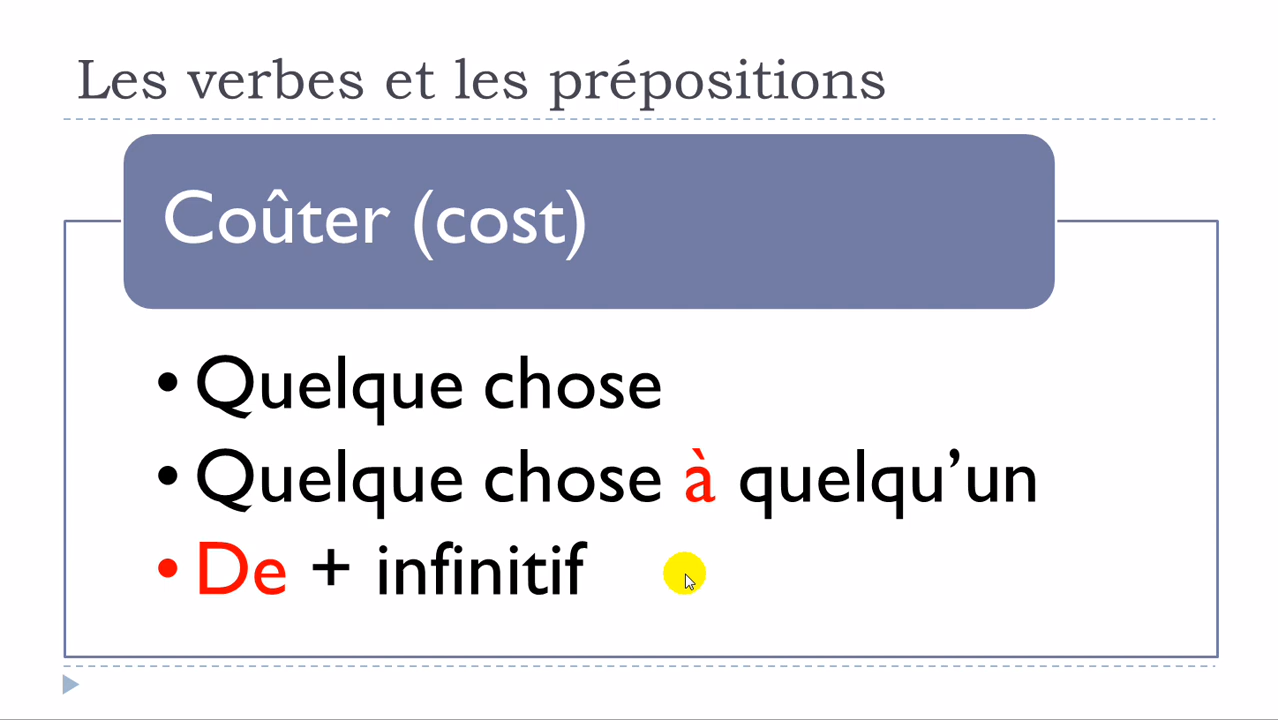 Les verbes et les prépositions
Coûter (cost)
• Quelque chose
• Quelque chose à quelqu’un
• De + infinitif